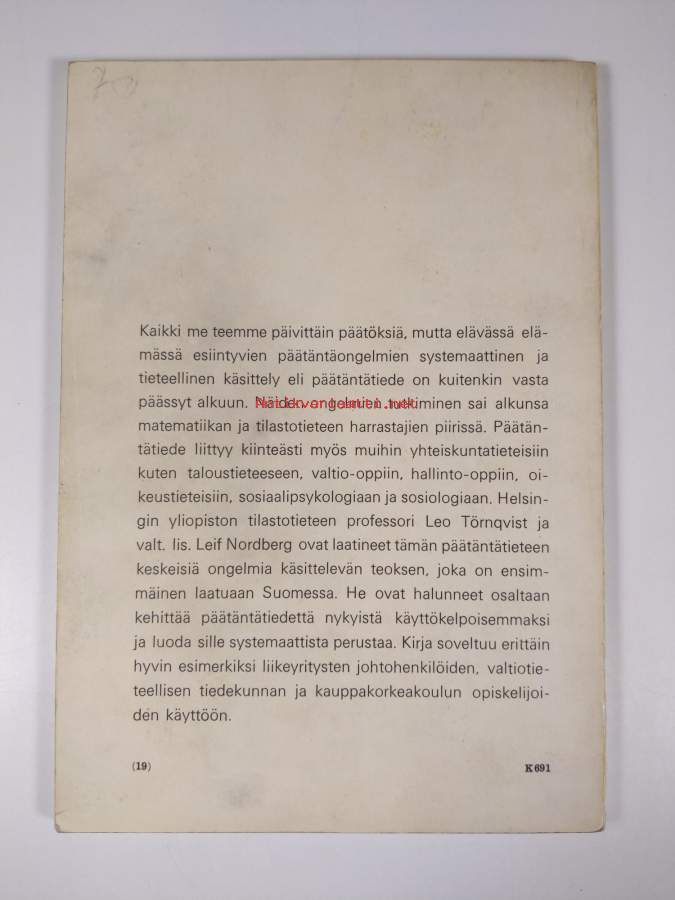 Kaikki me teemme päivittäin päätöksiä, mutta elävässä elä-
mässä esiintyvien päätäntäongelmien systemaattinen ja
tieteellinen käsittely eli päätäntätiede on kuitenkin vasta
päässyt alkuun. Näiden ongelmien tutkiminen sai alkunsa
matematiikan ja tilastotieteen harrastajien piirissä. Päätän-
tätiede liittyy kiinteästi myös muihin yhteiskuntatieteisiin
kuten taloustieteeseen, valtio-oppiin, hallinto-oppiin, oi-
keustieteisiin, sosiaalipsykologiaan ja sosiologiaan. Helsin-
gin yliopiston tilastotieteen professori Leo Törnqvist ja
valt. lis. Leif Nordberg ovat laatineet tämän päätäntätieteen
keskeisiä ongelmia käsittelevän teoksen, joka on ensim-
mäinen laatuaan Suomessa. He ovat halunneet osaltaan
kehittää päätäntätiedettä nykyistä käyttökelpoisemmaksi
ja luoda sille systemaattista perustaa. Kirja soveltuu erittäin
hyvin esimerkiksi liikeyritysten johtohenkilöiden, valtiotie-
teellisen tiedekunnan ja kauppakorkeakoulun opiskelijoi-
den käyttöön.
(19) K691